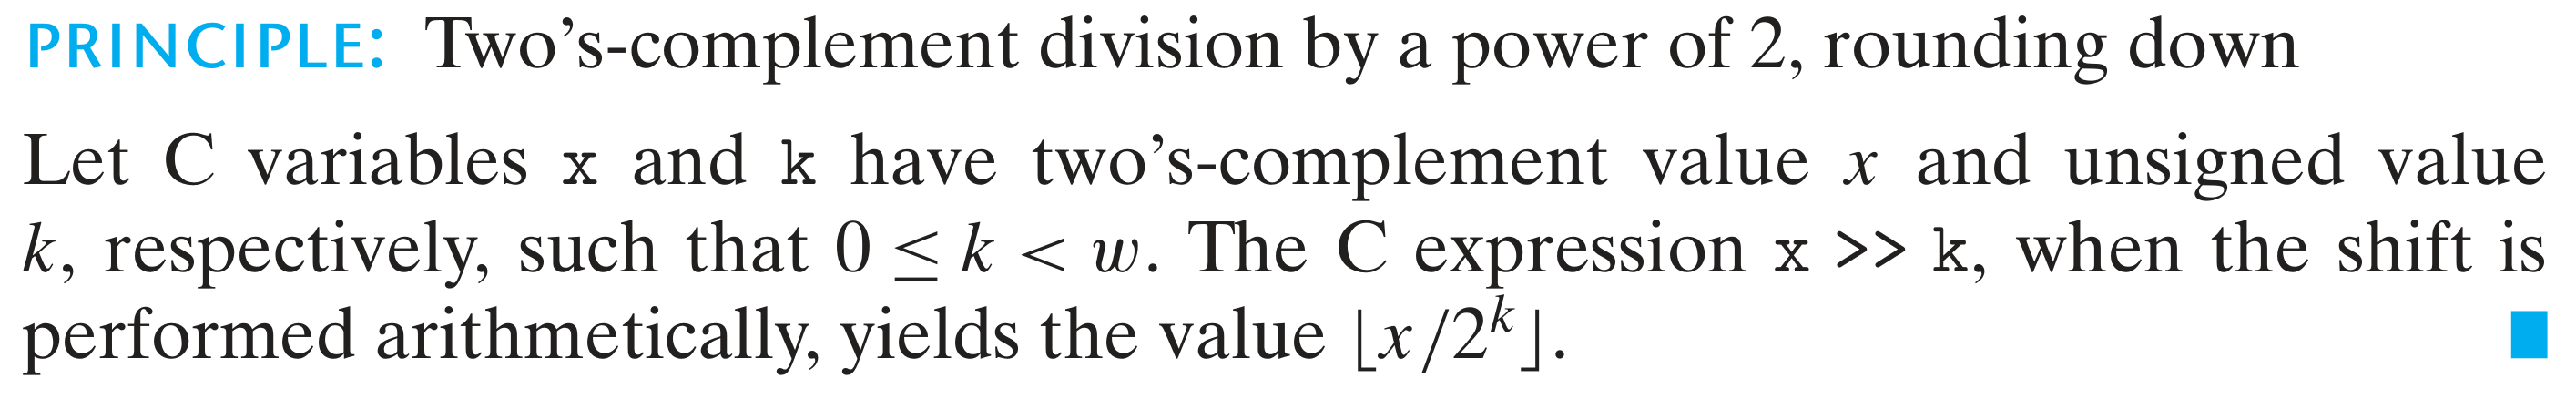 PRINCIPLE: Two’s-complement division by a power of 2, rounding down
Let C variables x and k have two’s-complement value x and unsigned value
k, respectively, such that 0 ≤ k < w. The C expression x >> k, when the shift is
performed arithmetically, yields the value ⌊x/2^k⌋.